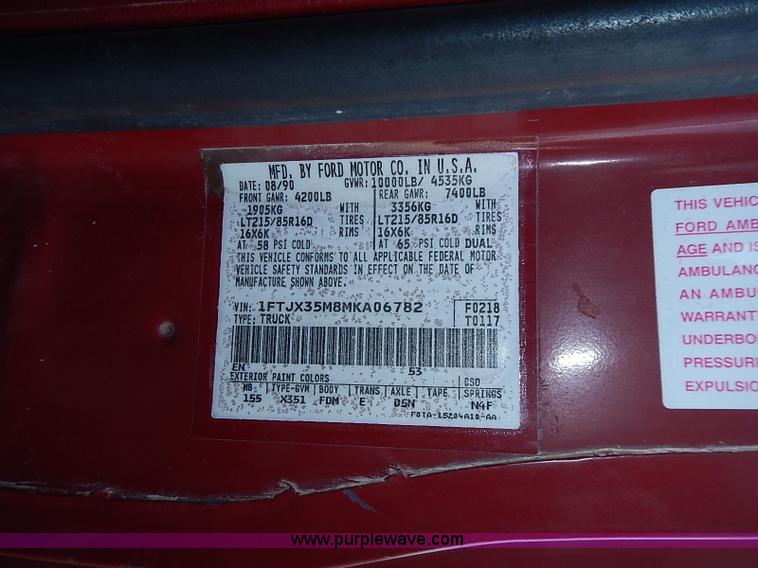 MFD. BY FORD MOTOR CO. IN U.S.A.
DATE: 08/90 GVWR: 10000LB/ 4535KG
FRONT GAWR: 4200LB REAR GAWR: 7400LB
1905KG WITH 3356KG WITH
LT215/85R16D TIRES LT215/85R16D TIRES
16X6K RIMS 16X6K RIMS
AT 58 PSI COLD AT 65 PSI COLD DUAL
THIS VEHICLE CONFORMS TO ALL APPLICABLE FEDERAL MOTOR
VEHICLE SAFETY STANDARDS IN EFFECT ON THE DATE OF
MANUFACTURE SHOWN ABOVE.
VIN: 1FTJX35M8MKA06782 F0218
TYPE: TRUCK T0117
EN 53
EXTERIOR PAINT COLORS DSO
WB TYPE-GVM BODY TRANS AXLE TAPE SPRINGS
155 X351 FDM E D5N N4F
F0TA-15204A10-AA
THIS VEHIC
FORD AMB
AGE AND IS
AMBULANC
AN AMBU
WARRANT
UNDERBO
PRESSURI
EXPULSIO
www.purplewave.com